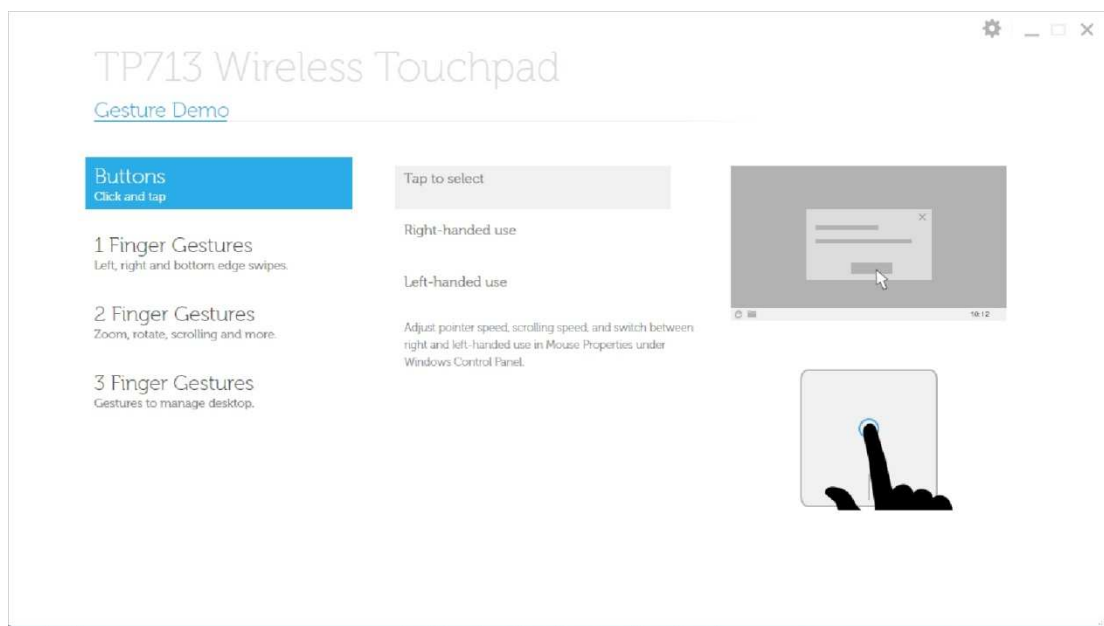 TP713 Wireless Touchpad
Gesture Demo
Buttons
Click and tap
1 Finger Gestures
Left, right and bottom edge swipes.
2 Finger Gestures
Zoom, rotate, scrolling and more.
3 Finger Gestures
Gestures to manage desktop.
Tap to select
Right-handed use
Left-handed use
Adjust pointer speed, scrolling speed, and switch between
right and left-handed use in Mouse Properties under
Windows Control Panel.
10:12